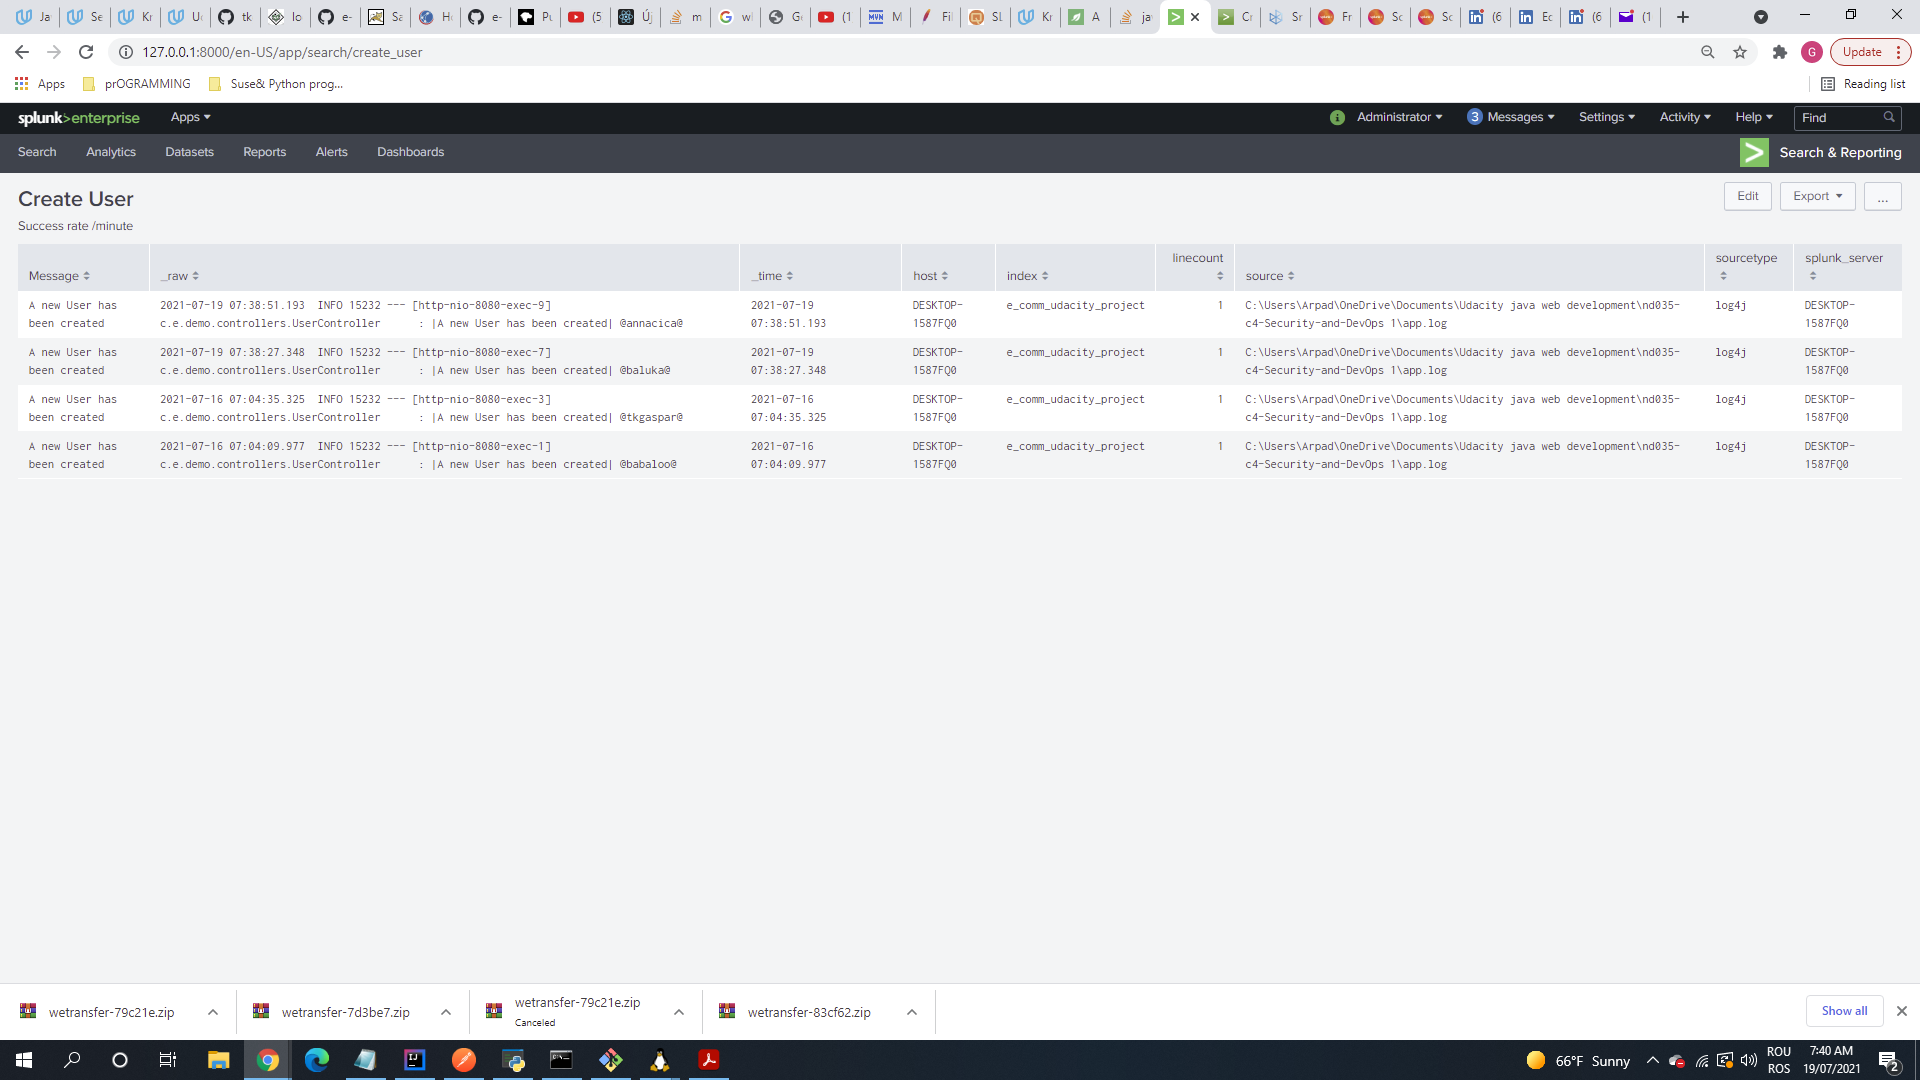 Ja Se Kr Uc tk lo e- Sa Ho e- Pu (5 Új m wl Gu (1 M Fil SL Kr A ja Cr Sr Fr Sc Sc (6 Ec (6 (1
127.0.0.1:8000/en-US/app/search/create_user G Update
Apps prOGRAMMING Suse& Python prog... Reading list
splunk>enterprise Apps i Administrator 3 Messages Settings Activity Help Find
Search Analytics Datasets Reports Alerts Dashboards > Search & Reporting
Create User Edit Export ...
Success rate /minute
Message _raw _time host index linecount source sourcetype splunk_server
A new User has 2021-07-19 07:38:51.193 INFO 15232 --- [http-nio-8080-exec-9] 2021-07-19 DESKTOP- e_comm_udacity_project 1 C:\Users\Arpad\OneDrive\Documents\Udacity java web development\nd035- log4j DESKTOP-
been created c.e.demo.controllers.UserController : |A new User has been created| @annacica@ 07:38:51.193 1587FQ0 c4-Security-and-DevOps 1\app.log 1587FQ0
A new User has 2021-07-19 07:38:27.348 INFO 15232 --- [http-nio-8080-exec-7] 2021-07-19 DESKTOP- e_comm_udacity_project 1 C:\Users\Arpad\OneDrive\Documents\Udacity java web development\nd035- log4j DESKTOP-
been created c.e.demo.controllers.UserController : |A new User has been created| @baluka@ 07:38:27.348 1587FQ0 c4-Security-and-DevOps 1\app.log 1587FQ0
A new User has 2021-07-16 07:04:35.325 INFO 15232 --- [http-nio-8080-exec-3] 2021-07-16 DESKTOP- e_comm_udacity_project 1 C:\Users\Arpad\OneDrive\Documents\Udacity java web development\nd035- log4j DESKTOP-
been created c.e.demo.controllers.UserController : |A new User has been created| @tkgaspar@ 07:04:35.325 1587FQ0 c4-Security-and-DevOps 1\app.log 1587FQ0
A new User has 2021-07-16 07:04:09.977 INFO 15232 --- [http-nio-8080-exec-1] 2021-07-16 DESKTOP- e_comm_udacity_project 1 C:\Users\Arpad\OneDrive\Documents\Udacity java web development\nd035- log4j DESKTOP-
been created c.e.demo.controllers.UserController : |A new User has been created| @babaloo@ 07:04:09.977 1587FQ0 c4-Security-and-DevOps 1\app.log 1587FQ0
wetransfer-79c21e.zip wetransfer-7d3be7.zip wetransfer-79c21e.zip wetransfer-83cf62.zip Show all
Canceled
66°F Sunny ROU 7:40 AM
ROS 19/07/2021 2